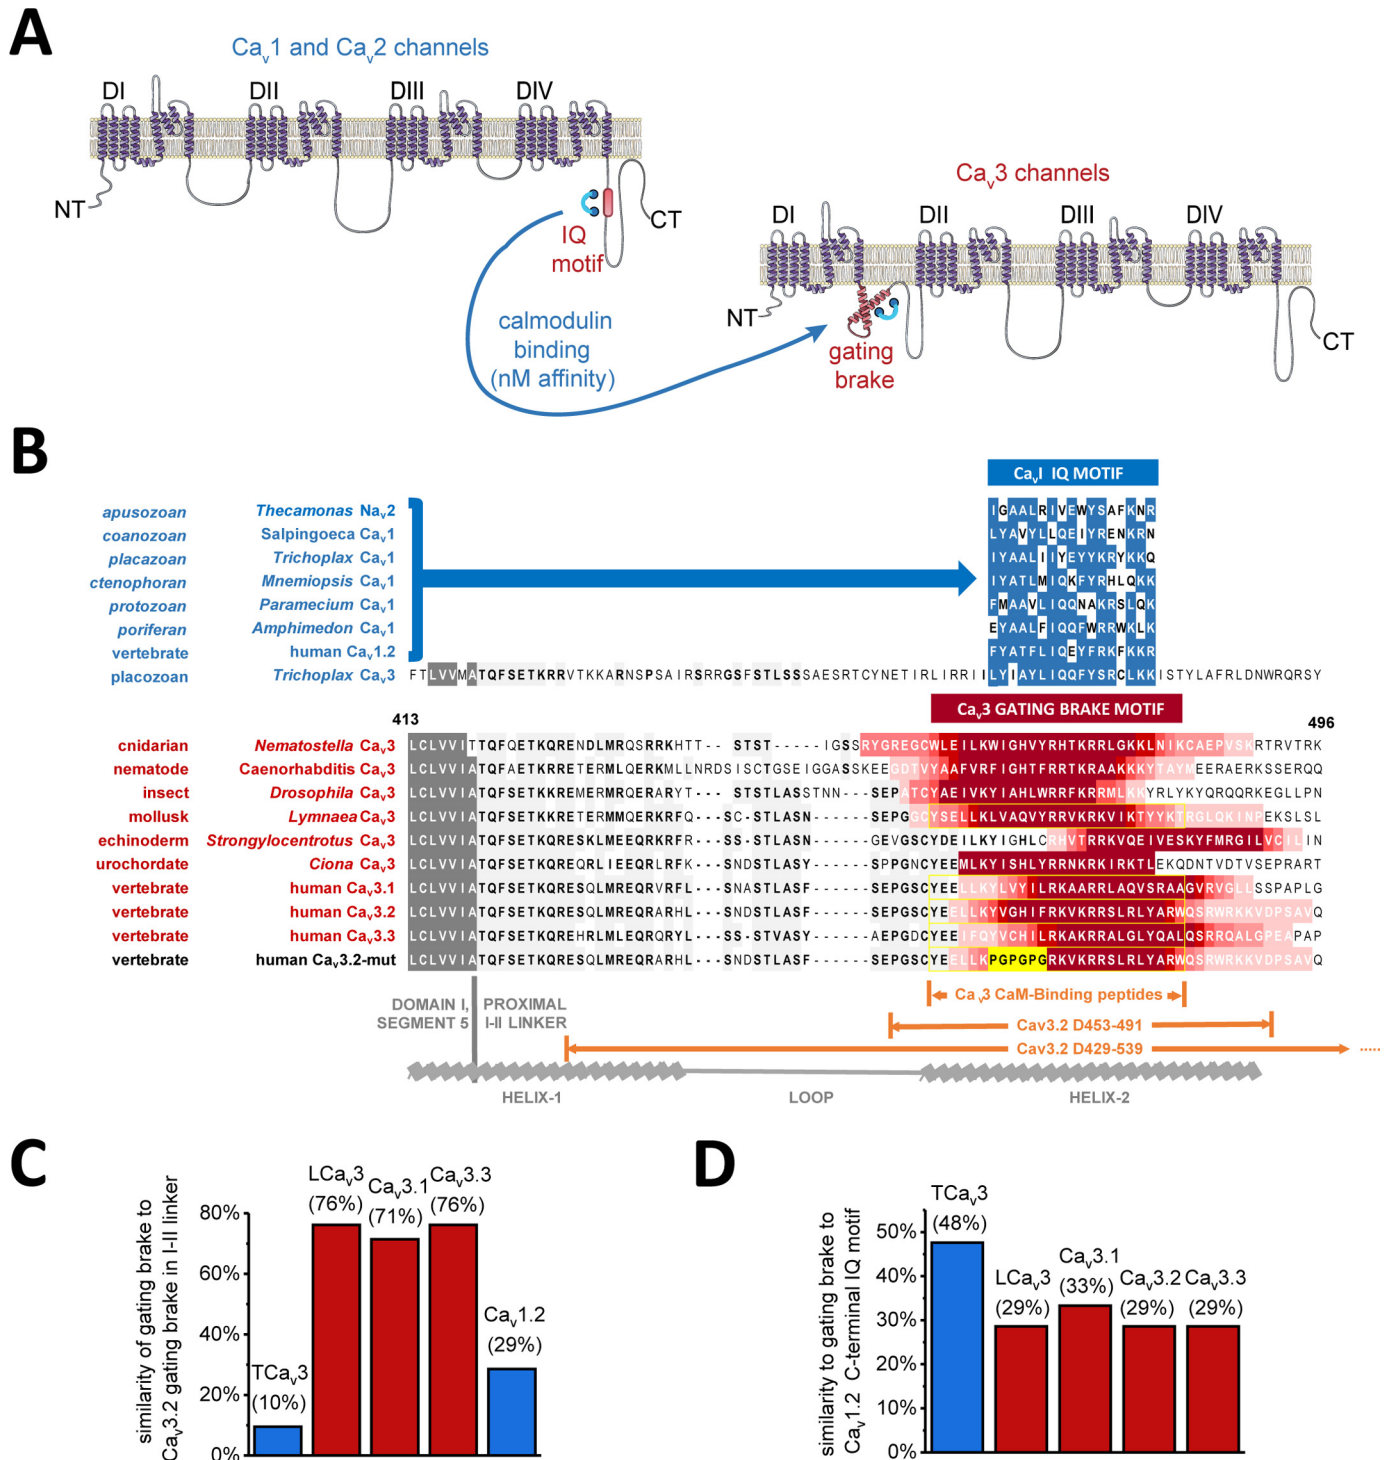 A
Cav1 and Cav2 channels
DI DII DIII DIV
NT
IQ
motif
CT
calmodulin
binding
(nM affinity)
Cav3 channels
DI DII DIII DIV
NT
gating
brake
CT
B
CavI IQ MOTIF
apusozoan Thecamonas Nav2 IGAALRIVEWYSAFKNR
coanozoan Salpingoeca Cav1 LYAVYLLQEIYRENKRN
placazoan Trichoplax Cav1 IYAALIIYEYYKRYKKQ
ctenophoran Mnemiopsis Cav1 IYATLMIQKFYRHLQKK
protozoan Paramecium Cav1 FMAAVLIQQNAKRSLQK
poriferan Amphimedon Cav1 EYAALFIQQFWRRWKLK
vertebrate human Cav1.2 FYATFLIQEYFRKFKKR
placozoan Trichoplax Cav3 FTLVVMATQFSETKRRVTKKARNSPSAIRSRRGSFSTLSSSAESRTCYNETIRLIRRIILYIAYLIQQFYSRCLKKISTYLAFRLDNWRQRSY
Cav3 GATING BRAKE MOTIF
413 496
cnidarian Nematostella Cav3 LCLVVITTQFQETKQRENDLMRQSRRKHTT---STST-----IGSSRYGREGCWLEILKWIGHVYRHTKRRLGKKLNIKCAEPVSKRTRVTRK
nematode Caenorhabditis Cav3 LCLVVIATQFAETKRRETERMLQERKMLLNRDSISCTGSEIGGASSKEEGDTVYAAFVRFIGHTFRRTKRAAKKKYTAYMEERAERKSSERQQ
insect Drosophila Cav3 LCLVVIATQFSETKKREMERMRQERARYT---STSTLASSTNN---SEPATCYAEIVKYIAHLWRRFKRRMLKKYRLYKYQRQQRKEGLLPN
mollusk Lymnaea Cav3 LCLVVIATQFSETKKRETERMMQERKRFQ---SC-STLASN------SEPGGCYSELLKLVAQVYRRVKRKVIKTYYKTRGLQKINPEKSLSL
echinoderm Strongylocentrotus Cav3 LCLVVIATQFSETKQRESQLMREQRARHL---SNDSTLASF------GEVGSCYDEILKYIGHLCRHVTRRKVQEIVESKYFMRGILVCILIN
urochordate Ciona Cav3 LCLVVIATQFSETKQREQRLIEEQRLRFK---SNDSTLASY------SPPGNCYEEMLKYISHLYRRNKRKIRKTLEKQDNTVDTVSEPRART
vertebrate human Cav3.1 LCLVVIATQFSETKQRESQLMREQRVRFL---SNASTLASF------SEPGSCYEELLKYLVYILRKAARRLAQVSRAAGVRVGLLSSPAPLG
vertebrate human Cav3.2 LCLVVIATQFSETKQRESQLMREQRARHL---SNDSTLASF------SEPGSCYEELLKYVGHIFRKVKRRSLRLYARWQSRWRKKVDPSAVQ
vertebrate human Cav3.3 LCLVVIATQFSETKQREHRLMLEQRQRYL---SS-STVASY------AEPGDCYEEIFQYVCHILRKAKRRALGLYQALQSRRQALGPEAPAP
vertebrate human Cav3.2-mut LCLVVIATQFSETKQRESQLMREQRARHL---SNDSTLASF------SEPGSCYEELLKPGPGPGRKVKRRSLRLYARWQSRWRKKVDPSAVQ
DOMAIN I, SEGMENT 5
PROXIMAL I-II LINKER
Cav3 CaM-Binding peptides
Cav3.2 D453-491
Cav3.2 D429-539
HELIX-1 LOOP HELIX-2
C
similarity of gating brake to
Cav3.2 gating brake in I-II linker
80%
60%
40%
20%
0%
TCav3
(10%)
LCav3
(76%)
Cav3.1
(71%)
Cav3.3
(76%)
Cav1.2
(29%)
D
similarity to gating brake to
Cav1.2 C-terminal IQ motif
50%
40%
30%
20%
10%
0%
TCav3
(48%)
LCav3
(29%)
Cav3.1
(33%)
Cav3.2
(29%)
Cav3.3
(29%)